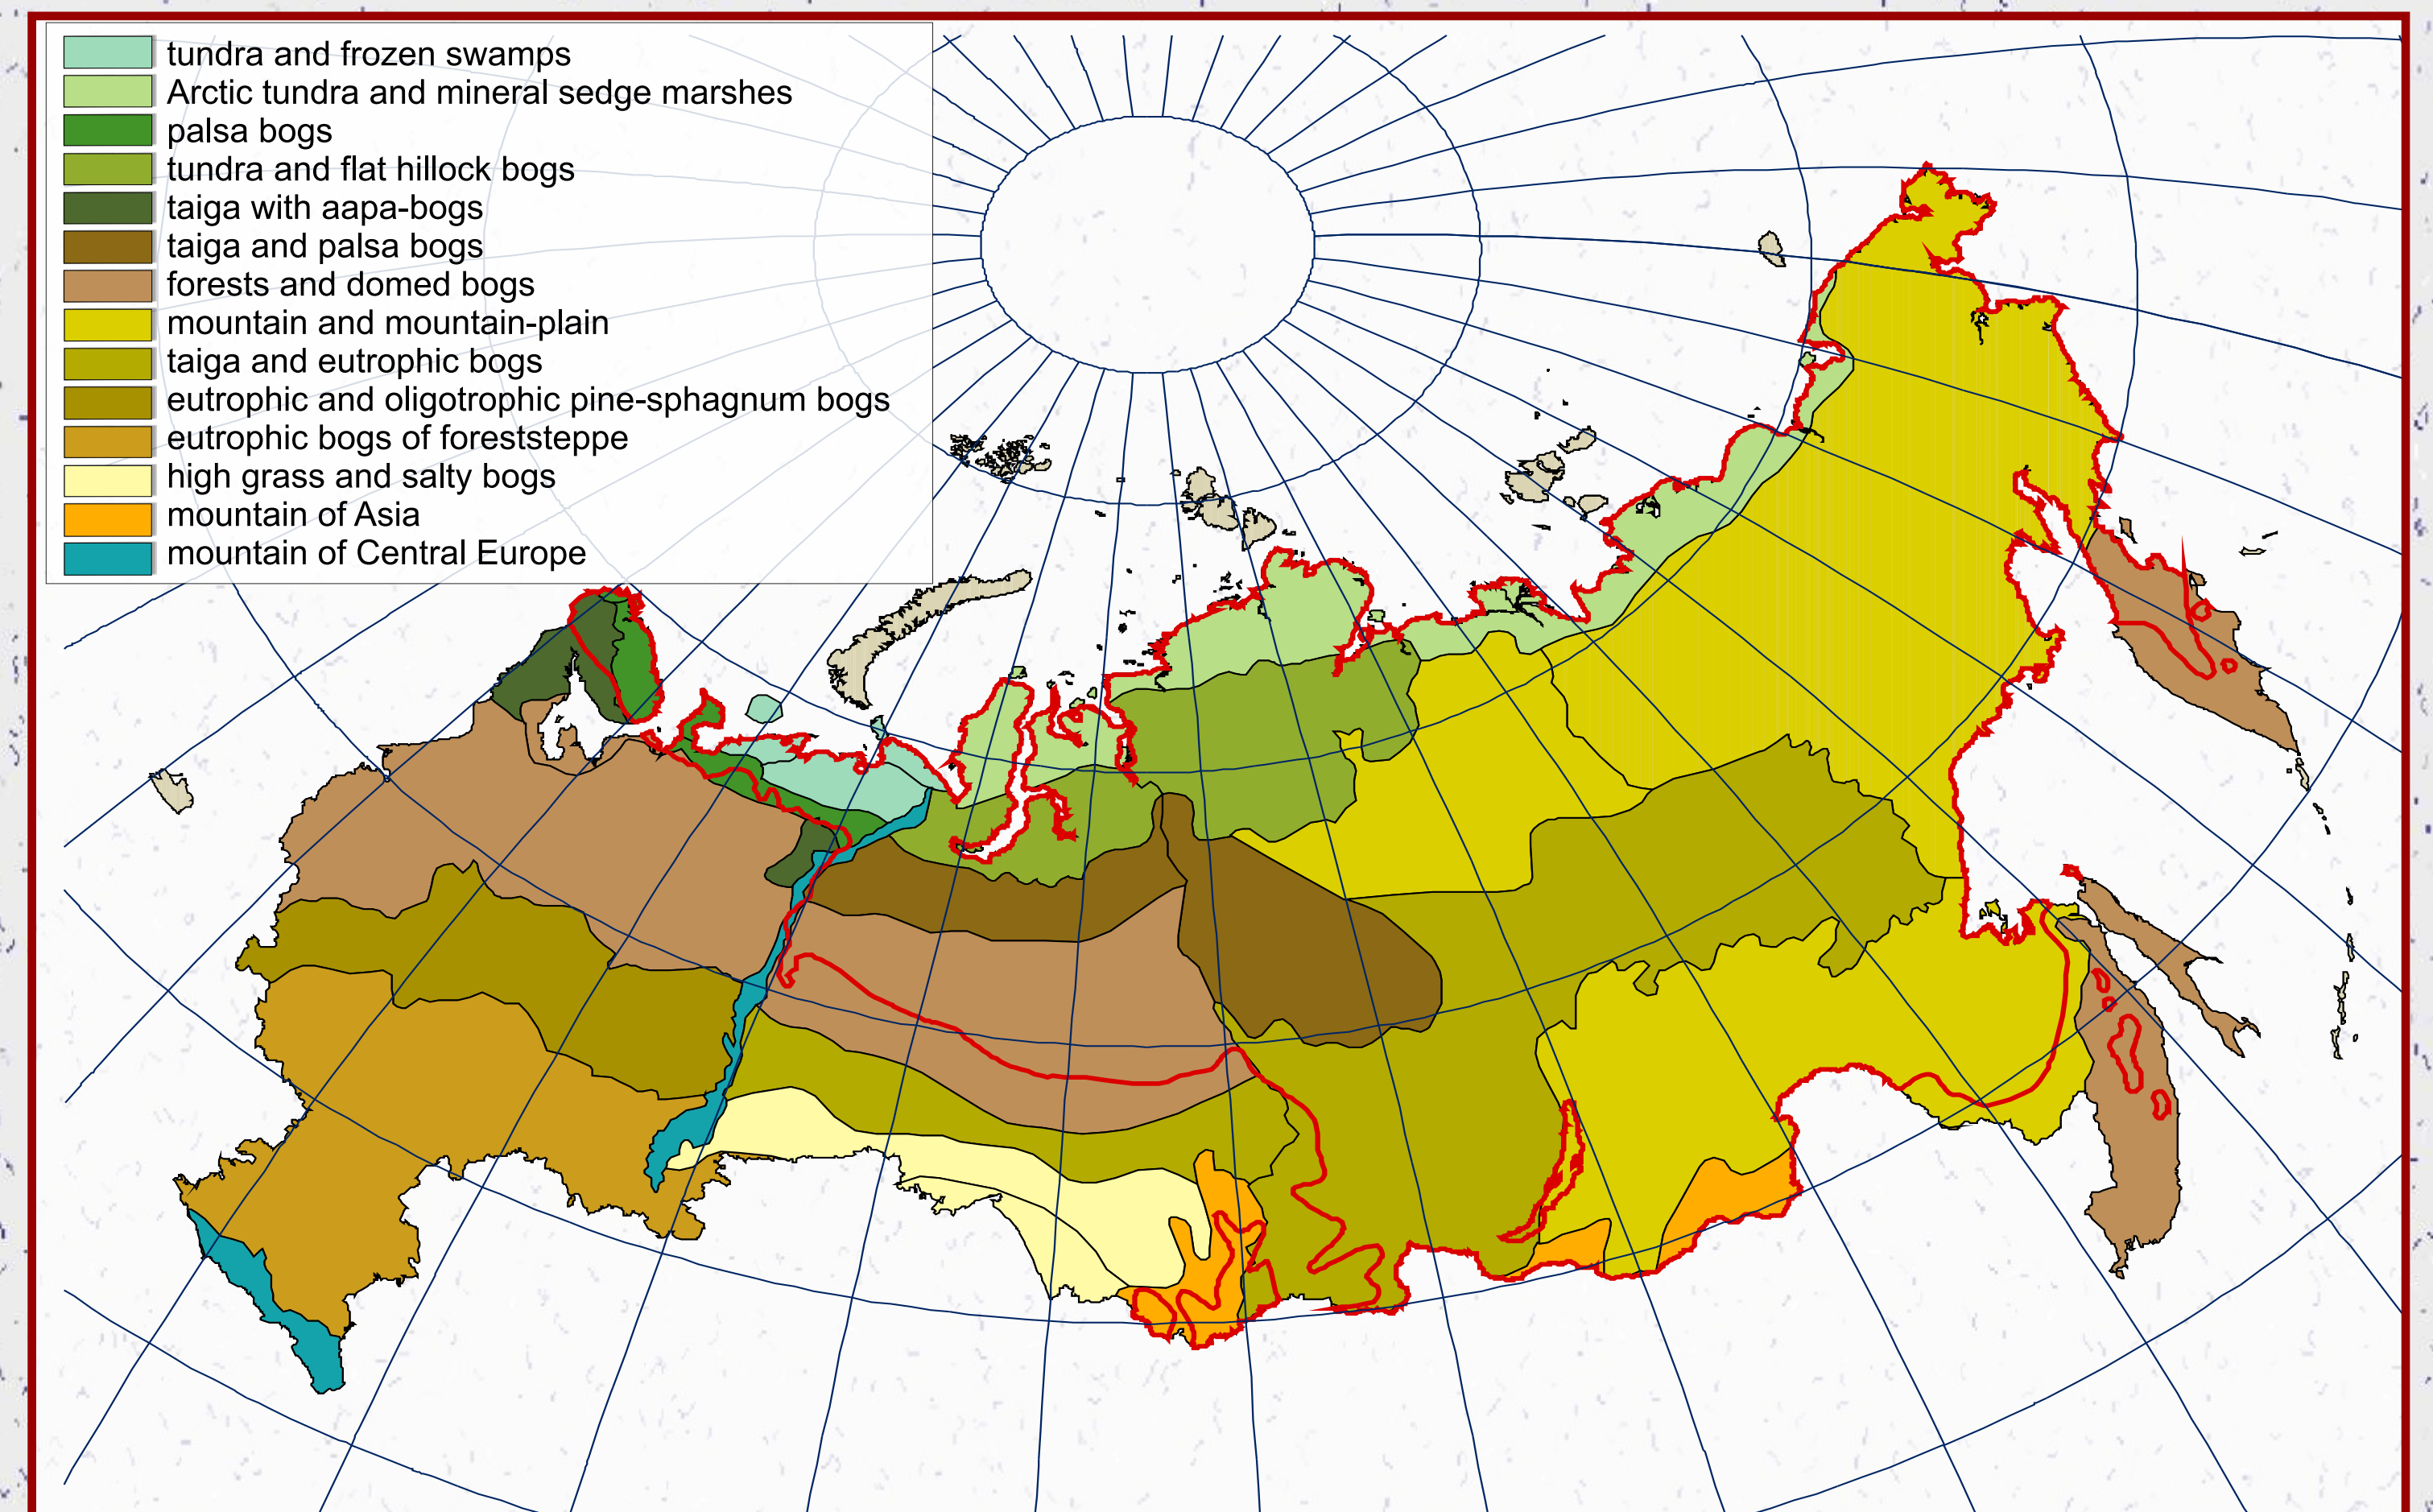 tundra and frozen swamps
Arctic tundra and mineral sedge marshes
palsa bogs
tundra and flat hillock bogs
taiga with aapa-bogs
taiga and palsa bogs
forests and domed bogs
mountain and mountain-plain
taiga and eutrophic bogs
eutrophic and oligotrophic pine-sphagnum bogs
eutrophic bogs of foreststeppe
high grass and salty bogs
mountain of Asia
mountain of Central Europe